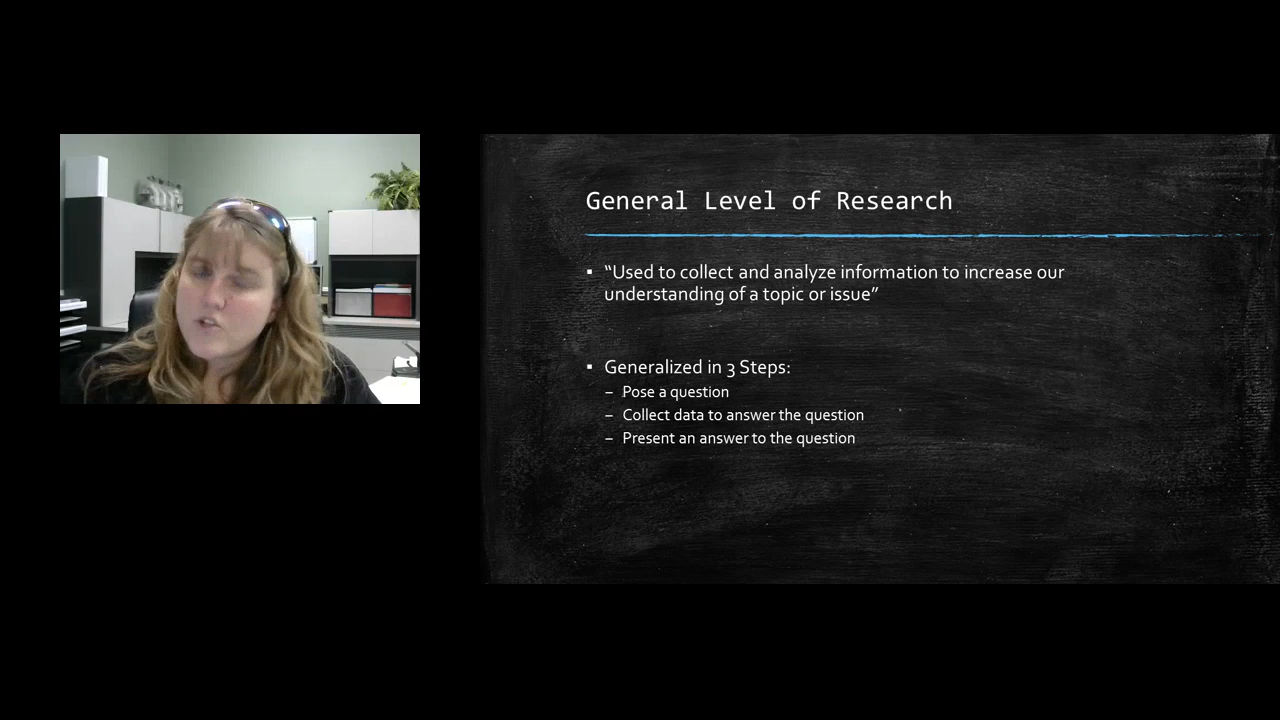 General Level of Research
▪ “Used to collect and analyze information to increase our
understanding of a topic or issue”
▪ Generalized in 3 Steps:
– Pose a question
– Collect data to answer the question
– Present an answer to the question